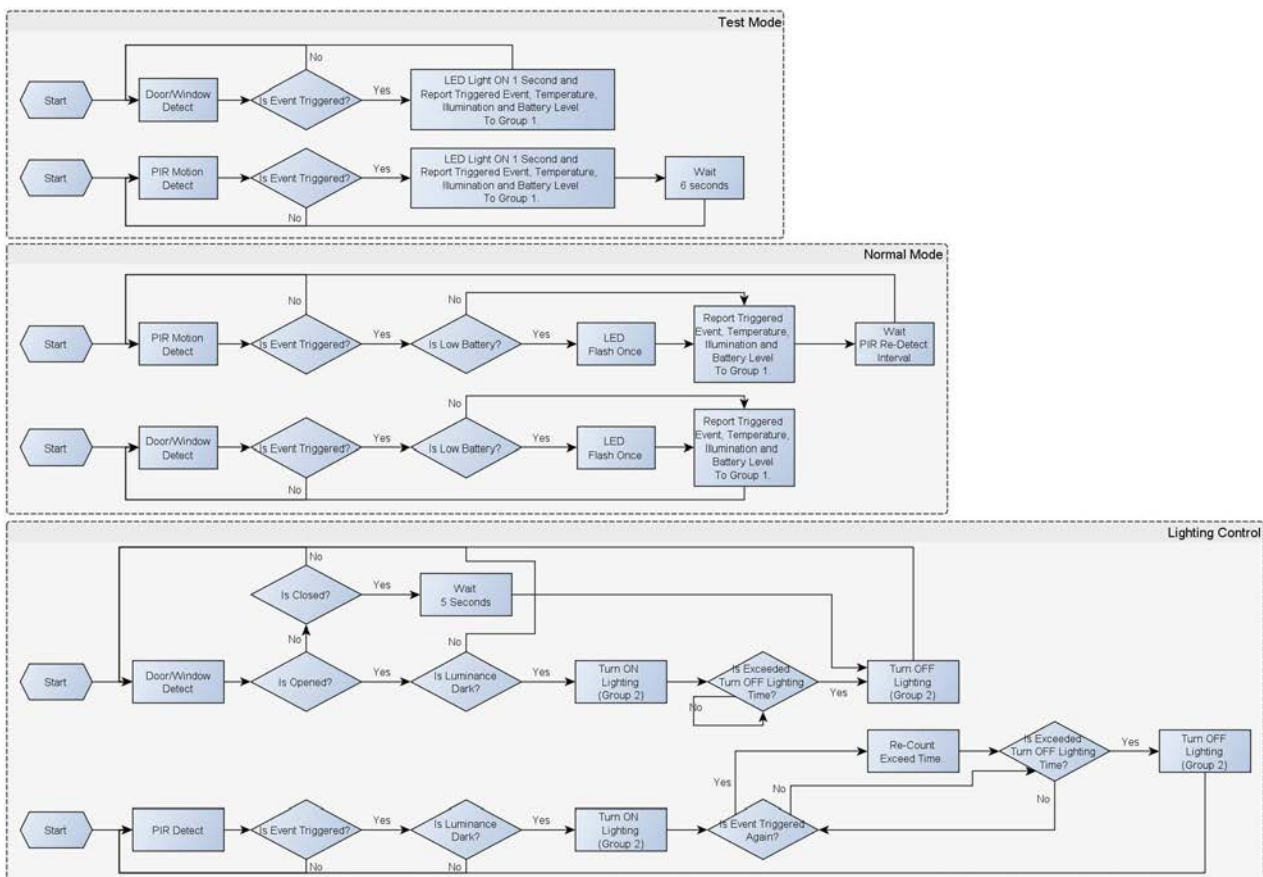 Test Mode
No
Start
Door/Window
Detect
Is Event Triggered?
Yes
LED Light ON 1 Second and
Report Triggered Event, Temperature,
Illumination and Battery Level
To Group 1.
Start
PIR Motion
Detect
Is Event Triggered?
Yes
LED Light ON 1 Second and
Report Triggered Event, Temperature,
Illumination and Battery Level
To Group 1.
Wait
6 seconds
No
Normal Mode
No
No
Start
PIR Motion
Detect
Is Event Triggered?
Yes
Is Low Battery?
Yes
LED
Flash Once
Report Triggered
Event, Temperature,
Illumination and
Battery Level
To Group 1.
Wait
PIR Re-Detect
Interval
No
Start
Door/Window
Detect
Is Event Triggered?
Yes
Is Low Battery?
Yes
LED
Flash Once
Report Triggered
Event, Temperature,
Illumination and
Battery Level
To Group 1.
No
Lighting Control
No
Is Closed?
Yes
Wait
5 Seconds
No
No
Start
Door/Window
Detect
Is Opened?
Yes
Is Luminance
Dark?
Yes
Turn ON
Lighting
(Group 2)
Is Exceeded
Turn OFF Lighting
Time?
Yes
No
Turn OFF
Lighting
(Group 2)
Re-Count
Exceed Time
Is Exceeded
Turn OFF Lighting
Time?
Yes
Turn OFF
Lighting
(Group 2)
Yes
No
No
Start
PIR Detect
Is Event Triggered?
Yes
Is Luminance
Dark?
Yes
Turn ON
Lighting
(Group 2)
Is Event Triggered
Again?
No
No